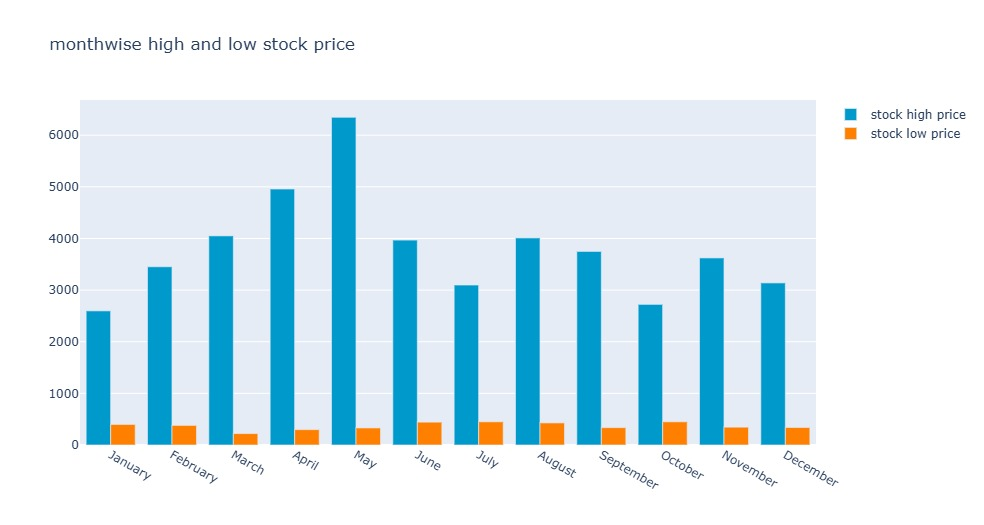 monthwise high and low stock price
stock high price
stock low price
6000
5000
4000
3000
2000
1000
0
January
February
March
April
May
June
July
August
September
October
November
December